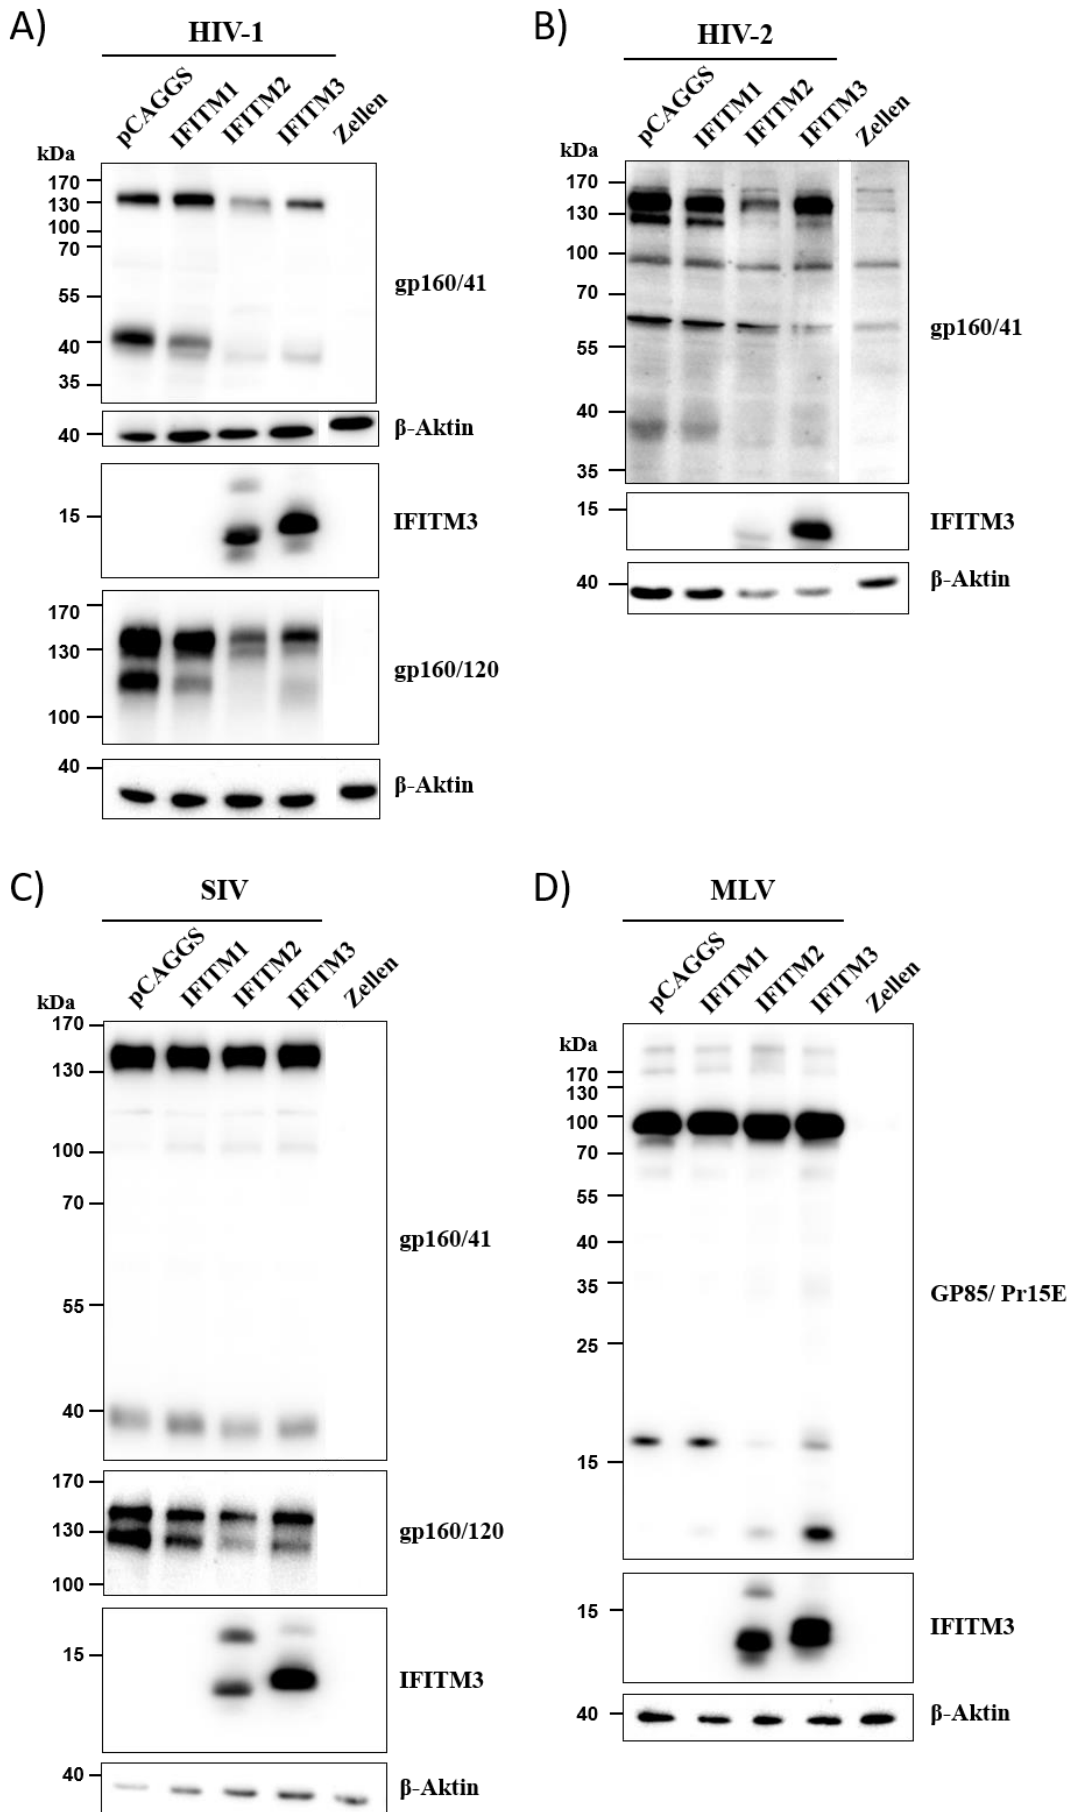 A)
HIV-1
pCAGGS
IFITM1
IFITM2
IFITM3
Zellen
kDa
170
130
100
70
55
40
35
gp160/41
40
β-Aktin
15
IFITM3
170
130
100
gp160/120
40
β-Aktin
B)
HIV-2
pCAGGS
IFITM1
IFITM2
IFITM3
Zellen
kDa
170
130
100
70
55
40
35
gp160/41
15
IFITM3
40
β-Aktin
C)
SIV
pCAGGS
IFITM1
IFITM2
IFITM3
Zellen
kDa
170
130
100
70
55
40
gp160/41
170
130
100
gp160/120
15
IFITM3
40
β-Aktin
D)
MLV
pCAGGS
IFITM1
IFITM2
IFITM3
Zellen
kDa
170
130
100
70
55
40
35
25
15
GP85/ Pr15E
15
IFITM3
40
β-Aktin